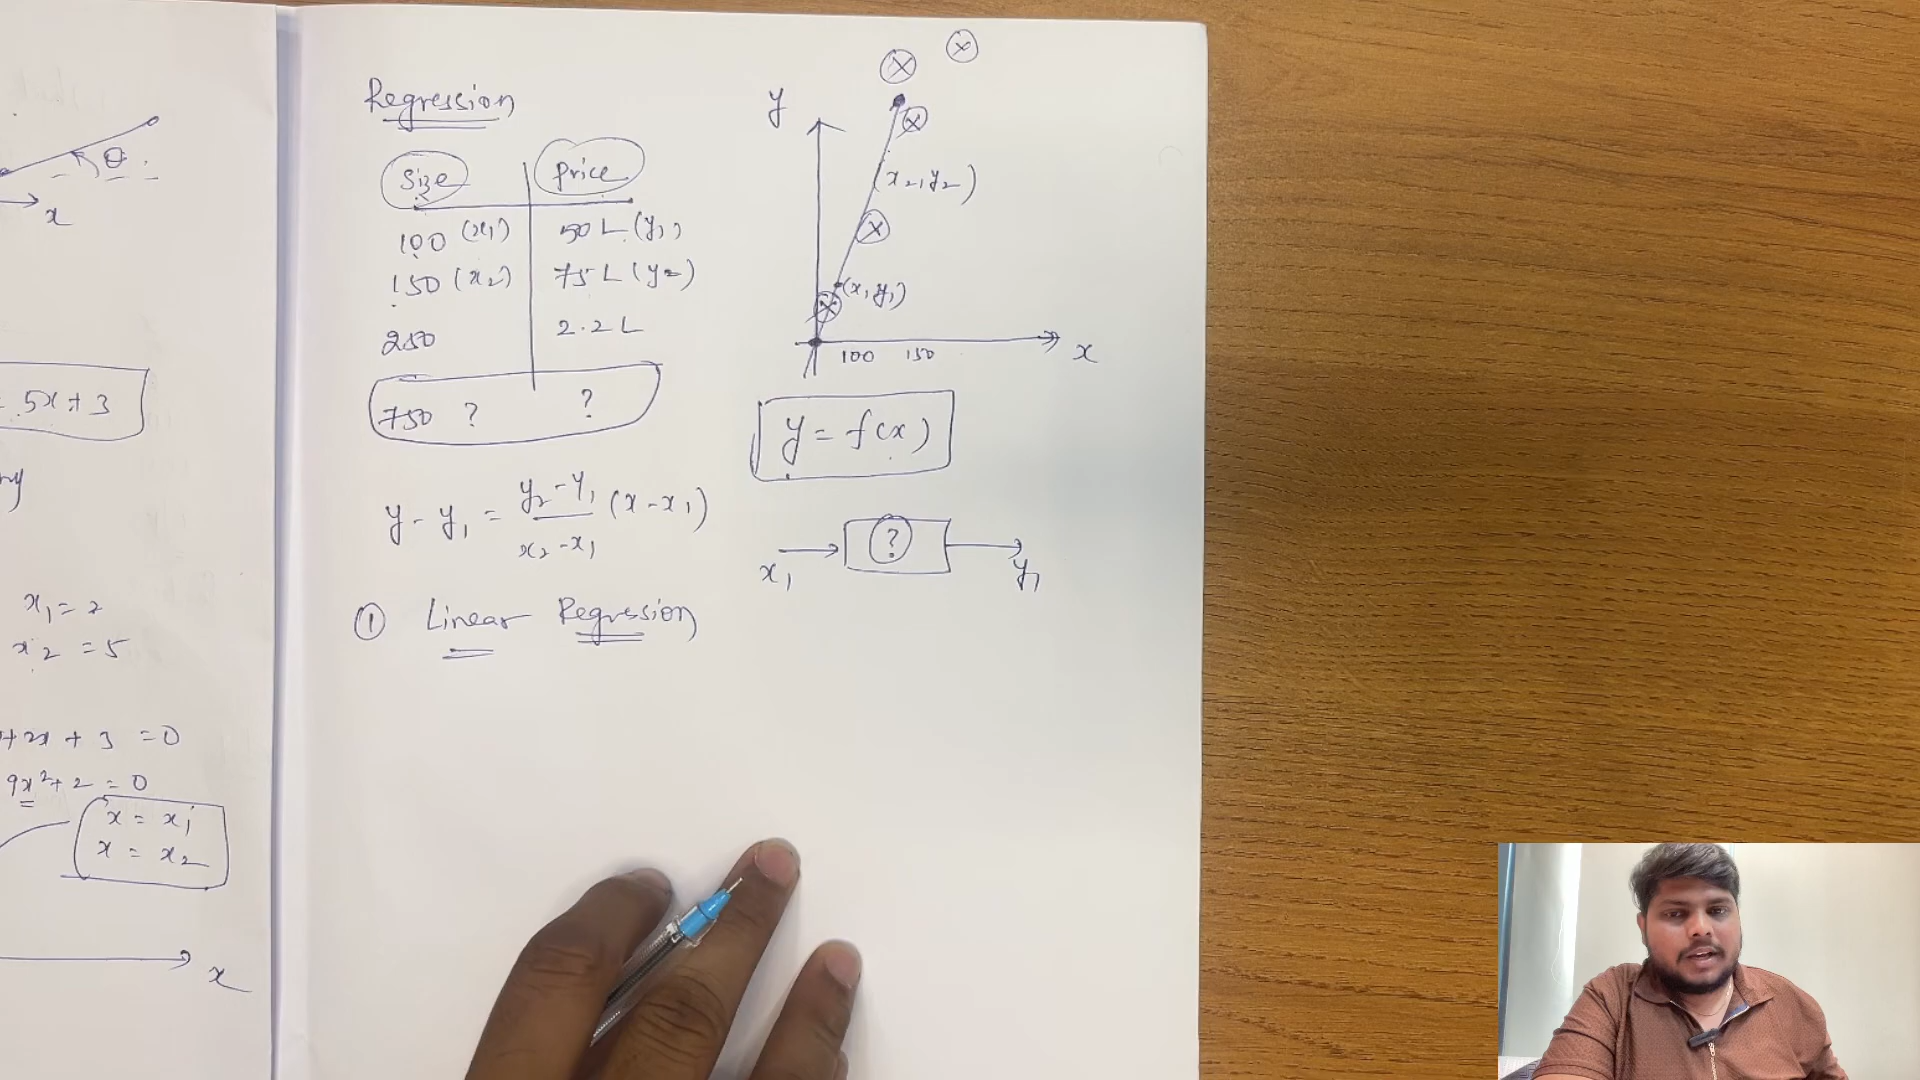 θ
x
5x + 3
x₁ = 2
x₂ = 5
+ 2x + 3 = 0
9x² + 2 = 0
x = x₁
x = x₂
x
Regression
Size Price
100 (x₁) 50 L (y₁)
150 (x₂) 75 L (y₂)
250 2.2 L
750 ? ?
y - y₁ = y₂ - y₁ / x₂ - x₁ (x - x₁)
① Linear Regression
y
(x₂, y₂)
(x₁ y₁)
100 150
x
y = f(x)
x₁ ? y₁